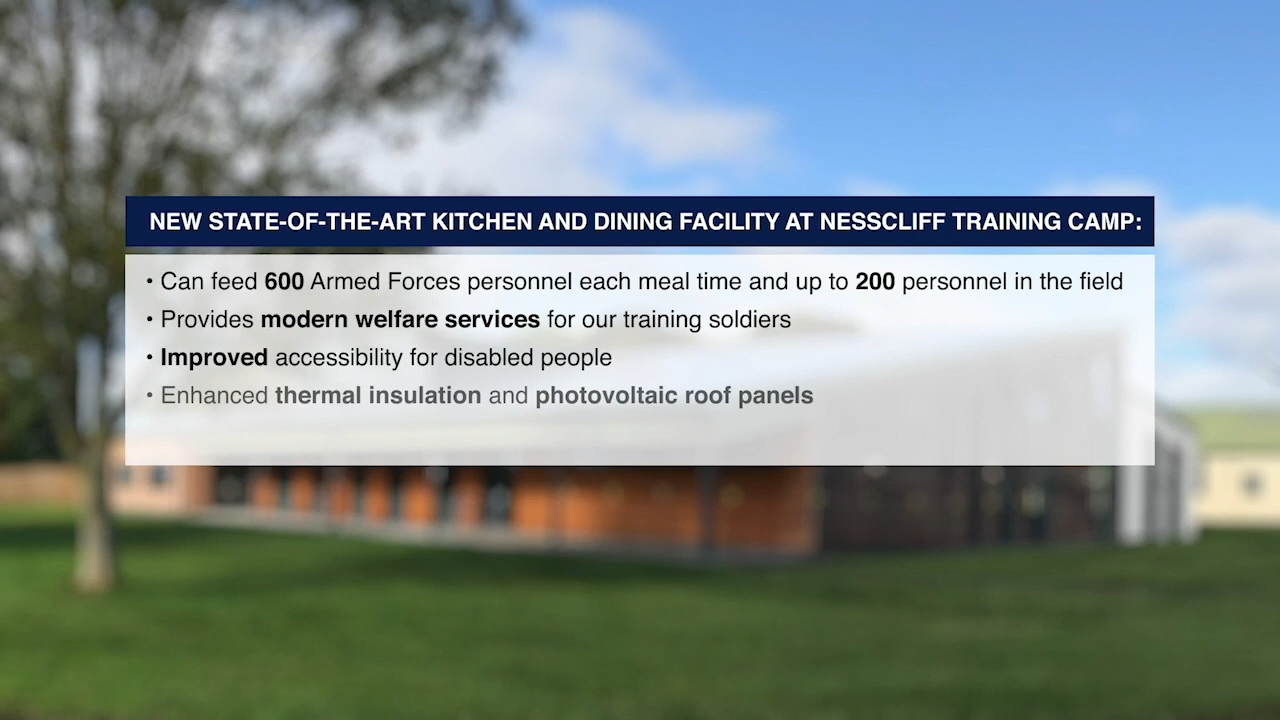 NEW STATE-OF-THE-ART KITCHEN AND DINING FACILITY AT NESSCLIFF TRAINING CAMP:
• Can feed 600 Armed Forces personnel each meal time and up to 200 personnel in the field
• Provides modern welfare services for our training soldiers
• Improved accessibility for disabled people
• Enhanced thermal insulation and photovoltaic roof panels